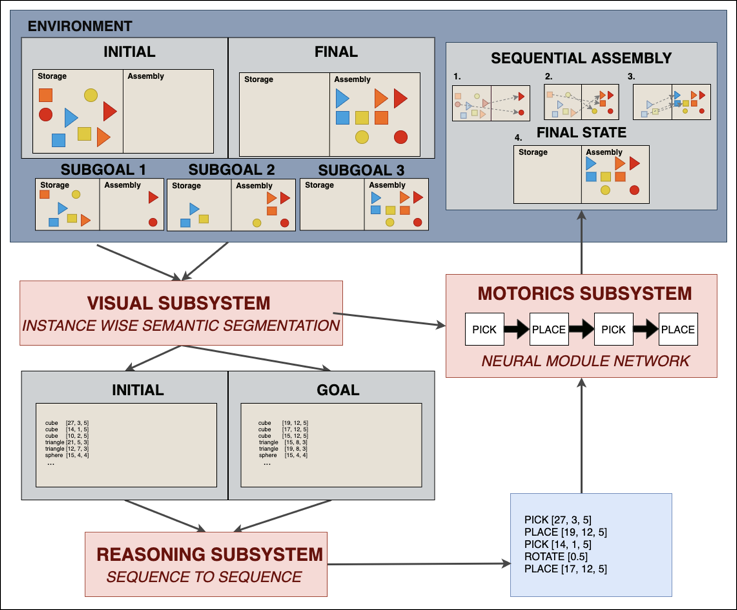 ENVIRONMENT
INITIAL
FINAL
Storage
Assembly
Storage
Assembly
SUBGOAL 1
SUBGOAL 2
SUBGOAL 3
Storage
Assembly
Storage
Assembly
Storage
Assembly
SEQUENTIAL ASSEMBLY
1.
2.
3.
4.
FINAL STATE
Storage
Assembly
VISUAL SUBSYSTEM
INSTANCE WISE SEMANTIC SEGMENTATION
MOTORICS SUBSYSTEM
PICK
PLACE
PICK
PLACE
NEURAL MODULE NETWORK
INITIAL
cube [27, 3, 5]
cube [14, 1, 5]
cube [10, 2, 5]
triangle [21, 5, 3]
triangle [12, 7, 3]
sphere [15, 4, 4]
...
GOAL
cube [19, 12, 5]
cube [17, 12, 5]
cube [15, 12, 5]
triangle [15, 8, 3]
triangle [19, 8, 3]
sphere [15, 4, 4]
...
REASONING SUBSYSTEM
SEQUENCE TO SEQUENCE
PICK [27, 3, 5]
PLACE [19, 12, 5]
PICK [14, 1, 5]
ROTATE [0.5]
PLACE [17, 12, 5]